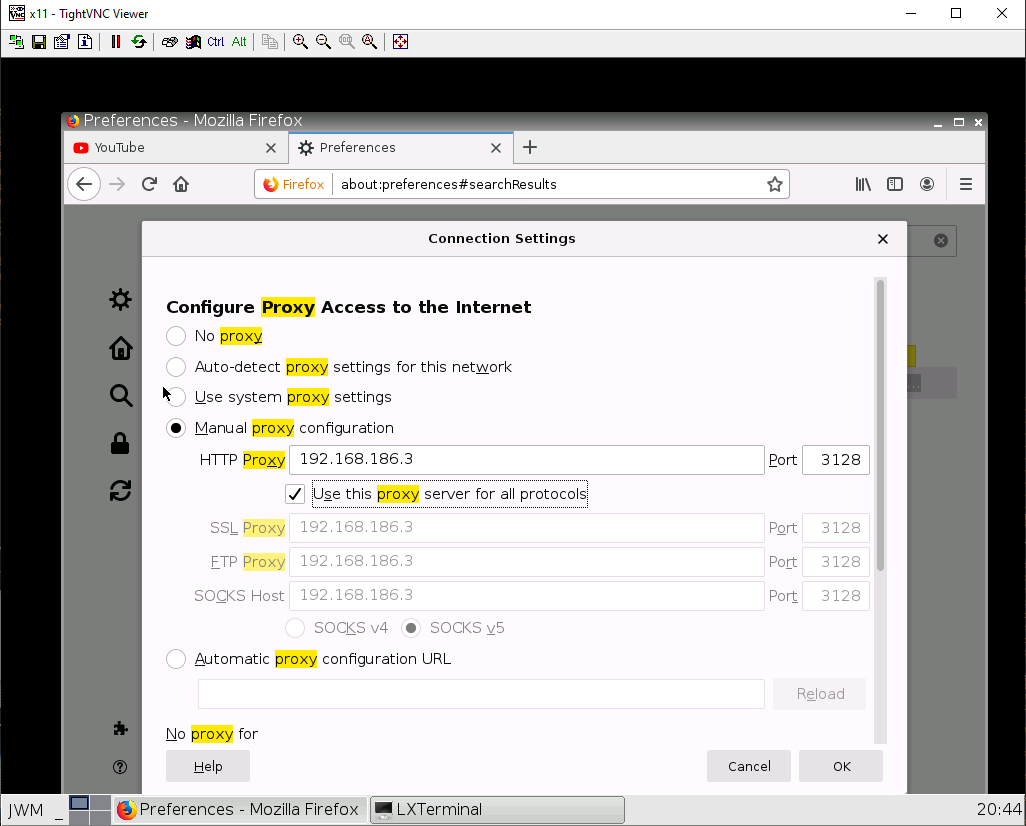 x11 - TightVNC Viewer
Ctrl Alt
Preferences - Mozilla Firefox
YouTube
Preferences
Firefox about:preferences#searchResults
Connection Settings
Configure Proxy Access to the Internet
No proxy
Auto-detect proxy settings for this network
Use system proxy settings
Manual proxy configuration
HTTP Proxy 192.168.186.3 Port 3128
Use this proxy server for all protocols
SSL Proxy 192.168.186.3 Port 3128
FTP Proxy 192.168.186.3 Port 3128
SOCKS Host 192.168.186.3 Port 3128
SOCKS v4 SOCKS v5
Automatic proxy configuration URL
Reload
No proxy for
Help Cancel OK
JWM _ Preferences - Mozilla Firefox LXTerminal 20:44